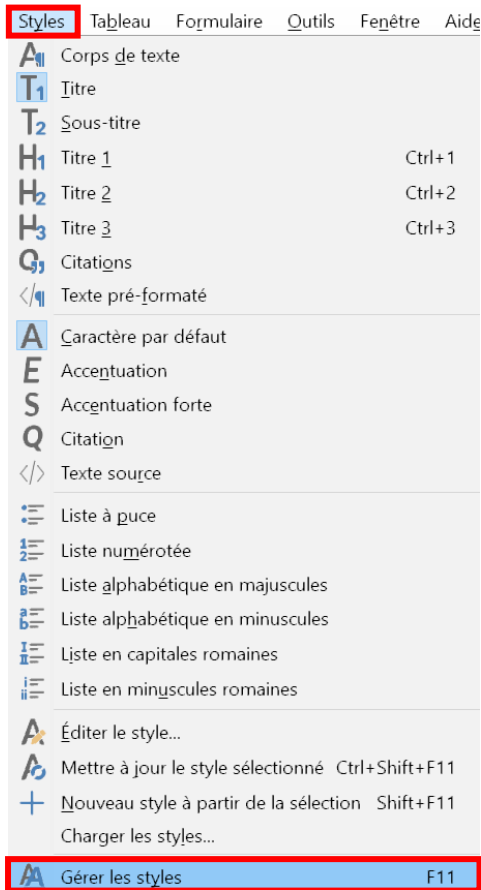 Styles Tableau Formulaire Outils Fenêtre Aide
Corps de texte
Titre
Sous-titre
Titre 1 Ctrl+1
Titre 2 Ctrl+2
Titre 3 Ctrl+3
Citations
Texte pré-formaté
Caractère par défaut
Accentuation
Accentuation forte
Citation
Texte source
Liste à puce
Liste numérotée
Liste alphabétique en majuscules
Liste alphabétique en minuscules
Liste en capitales romaines
Liste en minuscules romaines
Éditer le style...
Mettre à jour le style sélectionné Ctrl+Shift+F11
Nouveau style à partir de la sélection Shift+F11
Charger les styles...
Gérer les styles F11